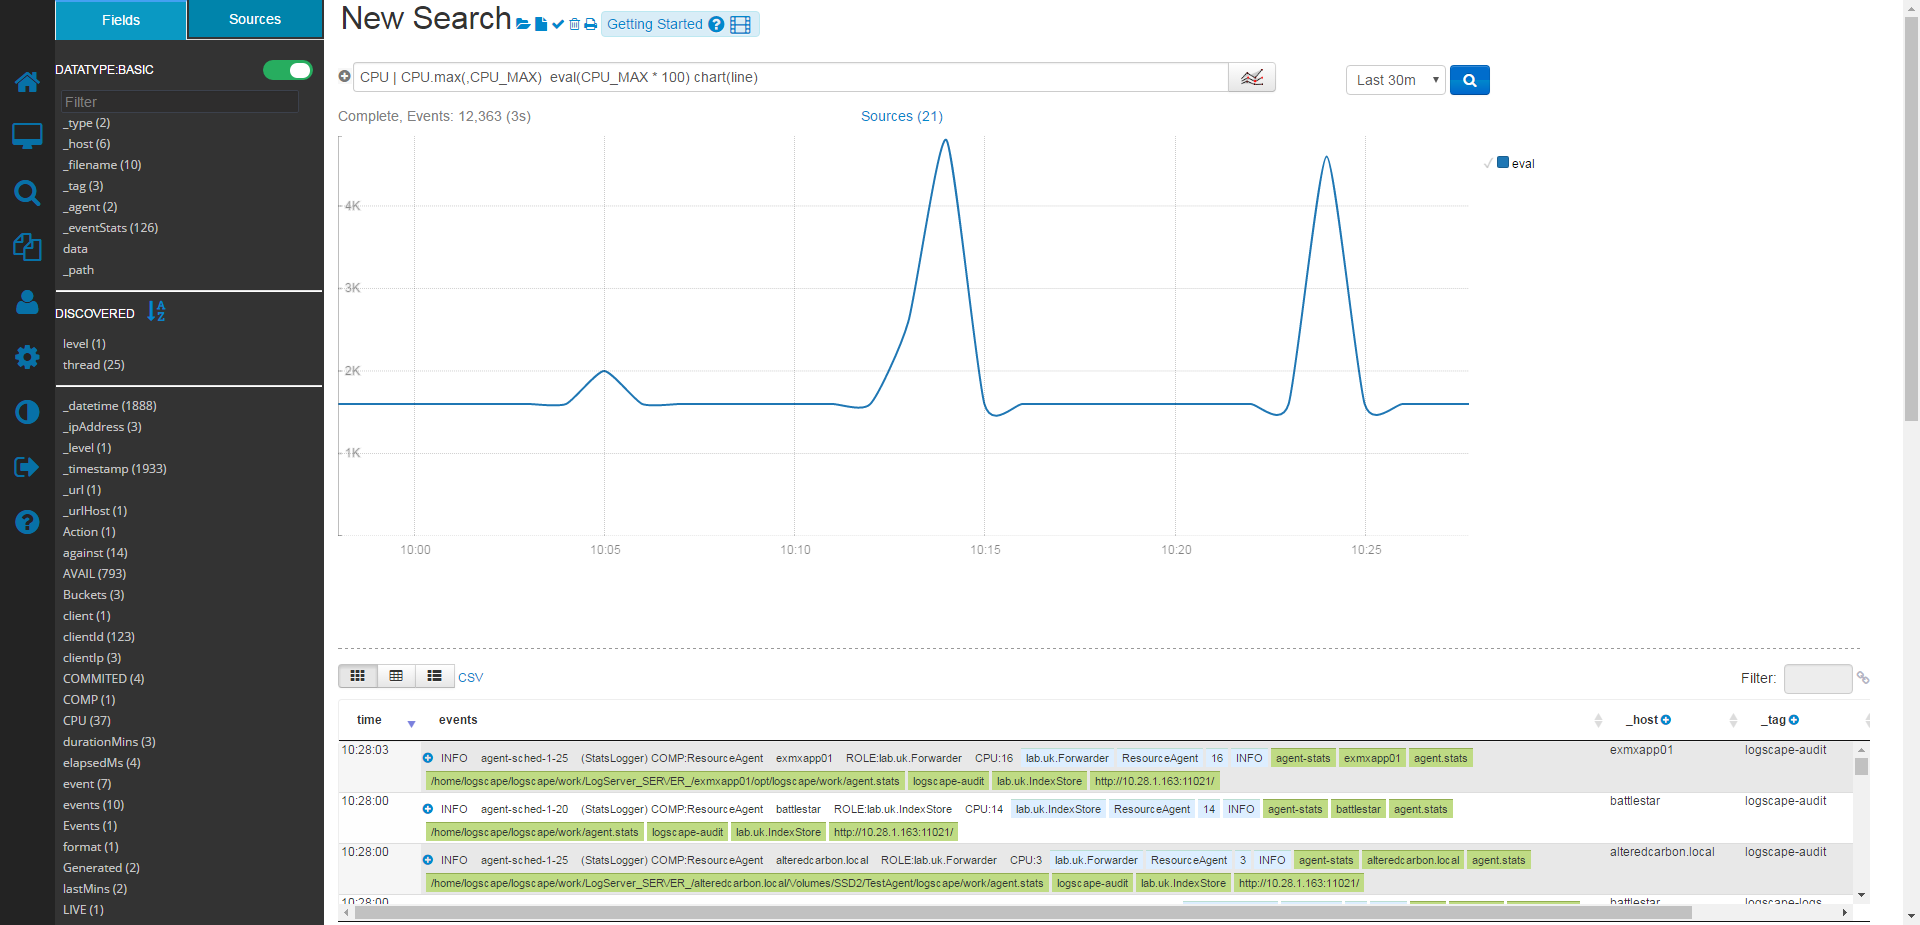 Fields Sources
DATATYPE:BASIC
Filter
_type (2)
_host (6)
_filename (10)
_tag (3)
_agent (2)
_eventStats (126)
data
_path
DISCOVERED
level (1)
thread (25)
_datetime (1888)
_ipAddress (3)
_level (1)
_timestamp (1933)
_url (1)
_urlHost (1)
Action (1)
against (14)
AVAIL (793)
Buckets (3)
client (1)
clientId (123)
clientIp (3)
COMMITED (4)
COMP (1)
CPU (37)
durationMins (3)
elapsedMs (4)
event (7)
events (10)
Events (1)
format (1)
Generated (2)
lastMins (2)
LIVE (1)
New Search Getting Started
CPU | CPU.max(,CPU_MAX) eval(CPU_MAX * 100) chart(line)
Last 30m
Complete, Events: 12,363 (3s) Sources (21)
eval
4K
3K
2K
1K
10:00 10:05 10:10 10:15 10:20 10:25
CSV Filter:
time events _host _tag
10:28:03 INFO agent-sched-1-25 (StatsLogger) COMP:ResourceAgent exmxapp01 ROLE:lab.uk.Forwarder CPU:16 lab.uk.Forwarder ResourceAgent 16 INFO agent-stats exmxapp01 agent.stats exmxapp01 logscape-audit
/home/logscape/logscape/work/LogServer_SERVER_/exmxapp01/opt/logscape/work/agent.stats logscape-audit lab.uk.IndexStore http://10.28.1.163:11021/
10:28:00 INFO agent-sched-1-20 (StatsLogger) COMP:ResourceAgent battlestar ROLE:lab.uk.IndexStore CPU:14 lab.uk.IndexStore ResourceAgent 14 INFO agent-stats battlestar agent.stats battlestar logscape-audit
/home/logscape/logscape/work/agent.stats logscape-audit lab.uk.IndexStore http://10.28.1.163:11021/
10:28:00 INFO agent-sched-1-25 (StatsLogger) COMP:ResourceAgent alteredcarbon.local ROLE:lab.uk.Forwarder CPU:3 lab.uk.Forwarder ResourceAgent 3 INFO agent-stats alteredcarbon.local agent.stats alteredcarbon.local logscape-audit
/home/logscape/logscape/work/LogServer_SERVER_/alteredcarbon.local/Volumes/SSD2/TestAgent/logscape/work/agent.stats logscape-audit lab.uk.IndexStore http://10.28.1.163:11021/
10:28:00 battlestar logscape-logs